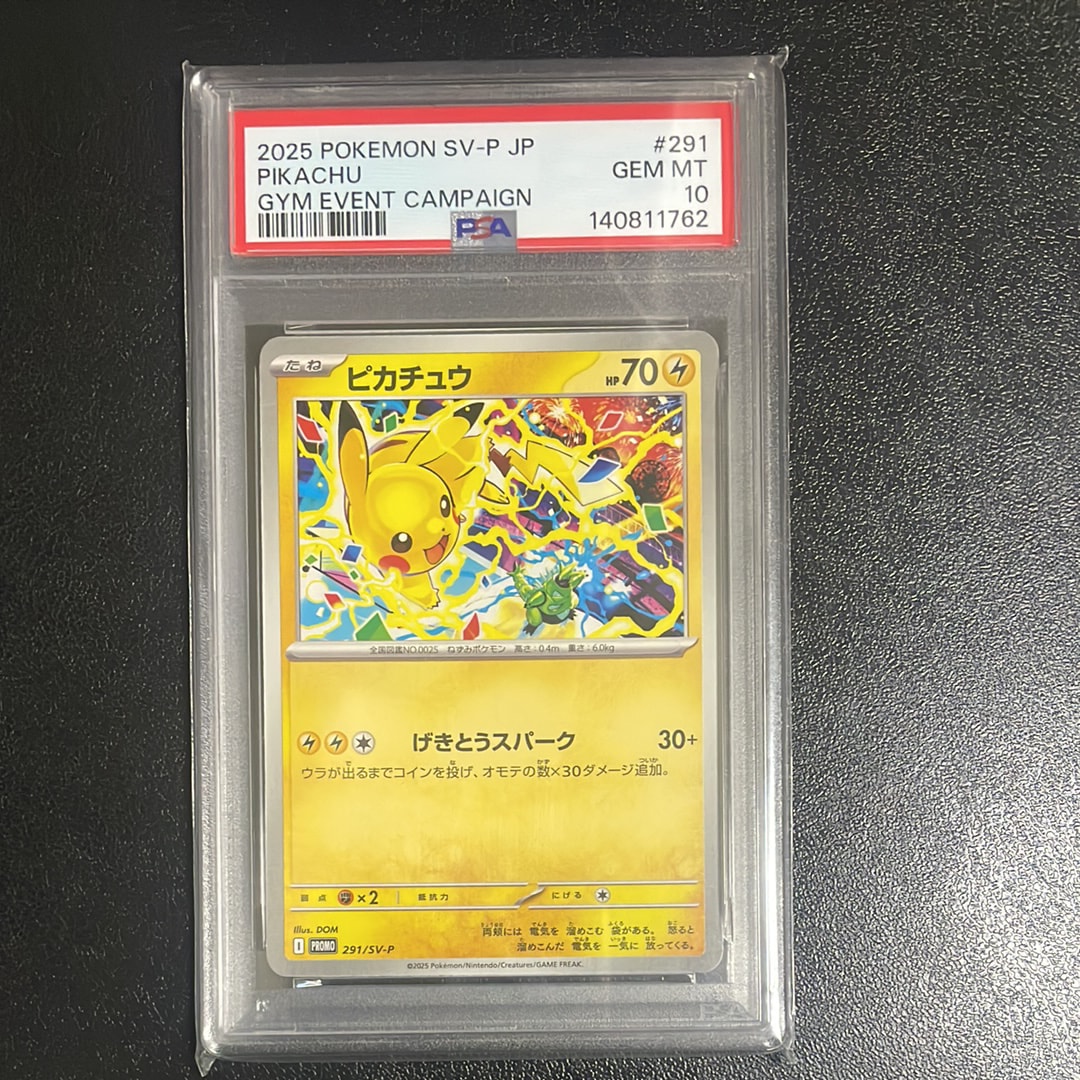 2025 POKEMON SV-P JP #291
PIKACHU GEM MT
GYM EVENT CAMPAIGN 10
PSA 140811762
たね ピカチュウ HP70
全国図鑑NO.0025 ねずみポケモン 高さ:0.4m 重さ:6.0kg
げきとうスパーク 30+
ウラが出るまでコインを投げ、オモテの数×30ダメージ追加。
弱点 ×2 抵抗力 にげる
Illus. DOM
両頬には 電気を 溜めこむ 袋がある。 怒ると
溜めこんだ 電気を 一気に 放ってくる。
I PROMO 291/SV-P
©2025 Pokémon/Nintendo/Creatures/GAME FREAK.